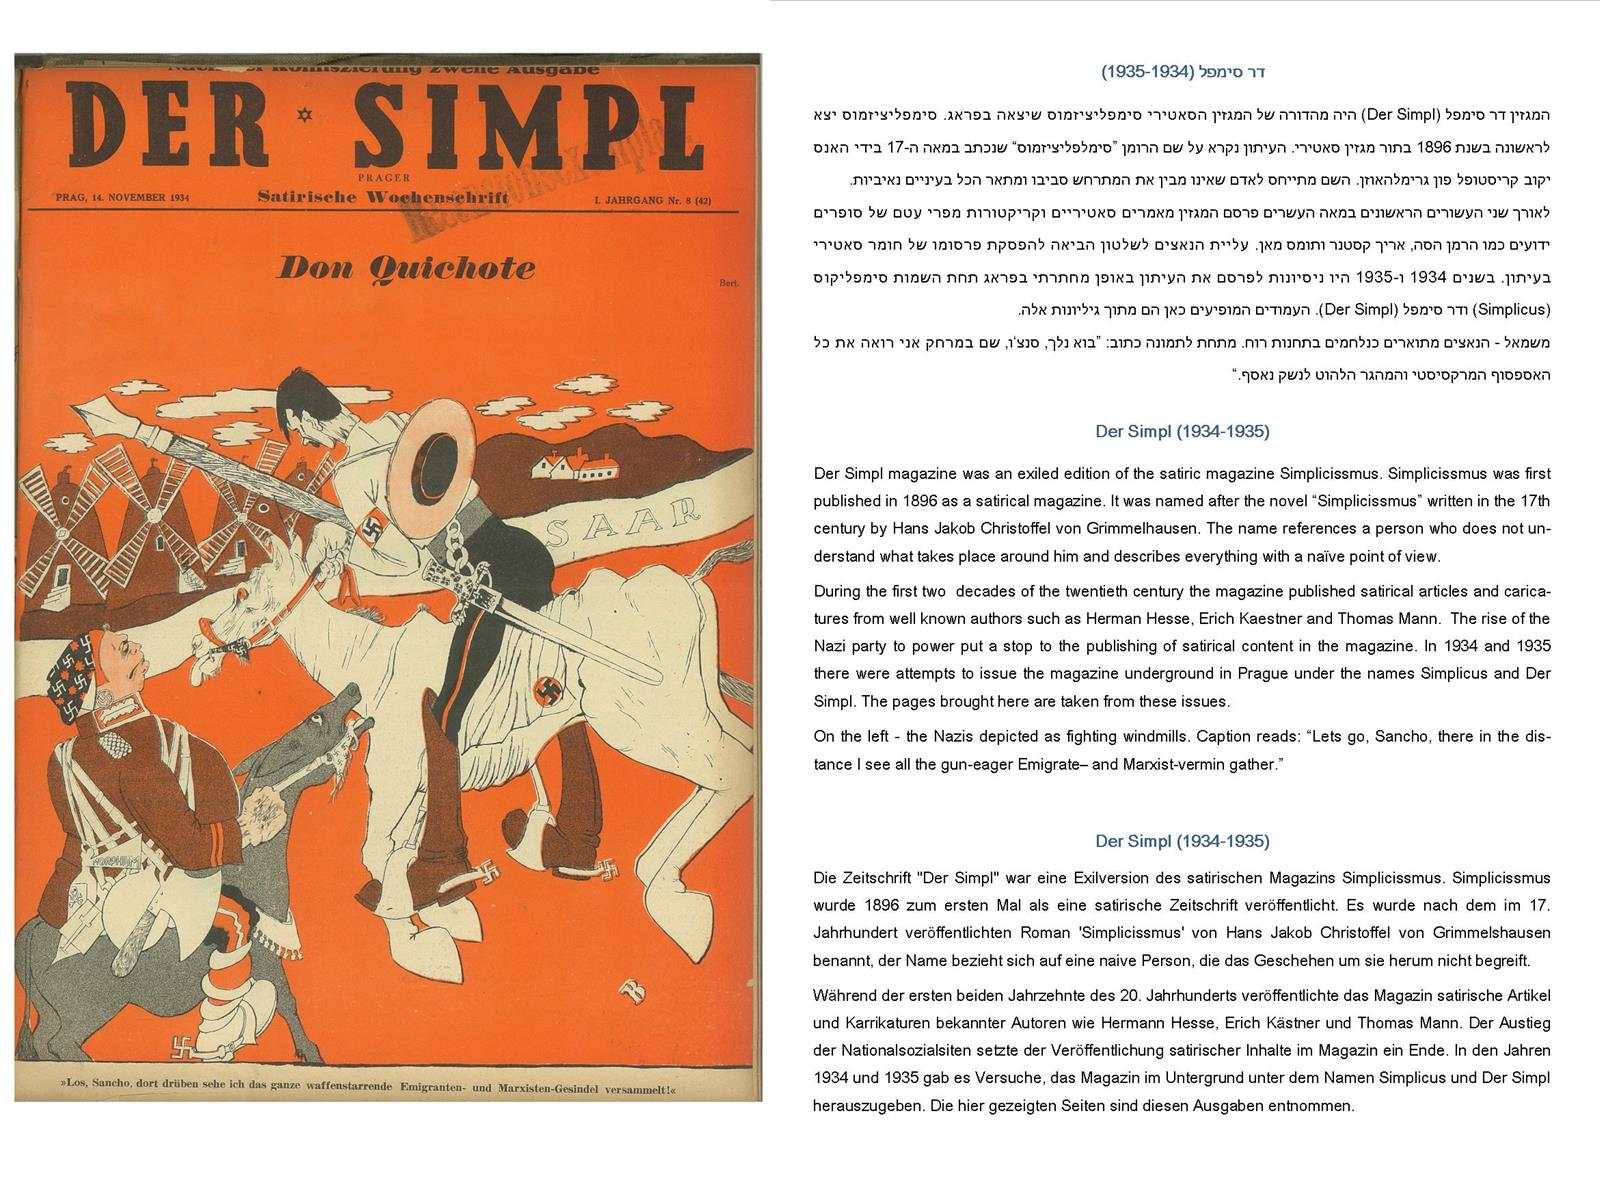 Nach der Konfiszierung zweite Ausgabe
DER ✡ SIMPL
PRAGER
PRAG, 14. NOVEMBER 1934 Satirische Wochenschrift I. JAHRGANG Nr. 8 (42)
Don Quichote
Bert.
SAAR
MORPHIUM
B
»Los, Sancho, dort drüben sehe ich das ganze waffenstarrende Emigranten- und Marxisten-Gesindel versammelt!«
דר סימפל (1935-1934)
המגזין דר סימפל (Der Simpl) היה מהדורה של המגזין הסאטירי סימפליציזמוס שיצאה בפראג. סימפליציזמוס יצא
לראשונה בשנת 1896 בתור מגזין סאטירי. העיתון נקרא על שם הרומן "סימלפליציזמוס" שנכתב במאה ה-17 בידי האנס
יקוב קריסטופל פון גרימלהאוזן. השם מתייחס לאדם שאינו מבין את המתרחש סביבו ומתאר הכל בעיניים נאיביות.
לאורך שני העשורים הראשונים במאה העשרים פרסם המגזין מאמרים סאטיריים וקריקטורות מפרי עטם של סופרים
ידועים כמו הרמן הסה, אריך קסטנר ותומס מאן. עליית הנאצים לשלטון הביאה להפסקת פרסומו של חומר סאטירי
בעיתון. בשנים 1934 ו-1935 היו ניסיונות לפרסם את העיתון באופן מחתרתי בפראג תחת השמות סימפליקוס
(Simplicus) ודר סימפל (Der Simpl). העמודים המופיעים כאן הם מתוך גיליונות אלה.
משמאל - הנאצים מתוארים כנלחמים בתחנות רוח. מתחת לתמונה כתוב: "בוא נלך, סנצ'ו, שם במרחק אני רואה את כל
האספסוף המרקסיסטי והמהגר הלהוט לנשק נאסף."
Der Simpl (1934-1935)
Der Simpl magazine was an exiled edition of the satiric magazine Simplicissmus. Simplicissmus was first
published in 1896 as a satirical magazine. It was named after the novel “Simplicissmus” written in the 17th
century by Hans Jakob Christoffel von Grimmelhausen. The name references a person who does not un-
derstand what takes place around him and describes everything with a naïve point of view.
During the first two decades of the twentieth century the magazine published satirical articles and carica-
tures from well known authors such as Herman Hesse, Erich Kaestner and Thomas Mann. The rise of the
Nazi party to power put a stop to the publishing of satirical content in the magazine. In 1934 and 1935
there were attempts to issue the magazine underground in Prague under the names Simplicus and Der
Simpl. The pages brought here are taken from these issues.
On the left - the Nazis depicted as fighting windmills. Caption reads: “Lets go, Sancho, there in the dis-
tance I see all the gun-eager Emigrate– and Marxist-vermin gather.”
Der Simpl (1934-1935)
Die Zeitschrift "Der Simpl" war eine Exilversion des satirischen Magazins Simplicissmus. Simplicissmus
wurde 1896 zum ersten Mal als eine satirische Zeitschrift veröffentlicht. Es wurde nach dem im 17.
Jahrhundert veröffentlichten Roman 'Simplicissmus' von Hans Jakob Christoffel von Grimmelshausen
benannt, der Name bezieht sich auf eine naive Person, die das Geschehen um sie herum nicht begreift.
Während der ersten beiden Jahrzehnte des 20. Jahrhunderts veröffentlichte das Magazin satirische Artikel
und Karrikaturen bekannter Autoren wie Hermann Hesse, Erich Kästner und Thomas Mann. Der Austieg
der Nationalsozialsiten setzte der Veröffentlichung satirischer Inhalte im Magazin ein Ende. In den Jahren
1934 und 1935 gab es Versuche, das Magazin im Untergrund unter dem Namen Simplicus und Der Simpl
herauszugeben. Die hier gezeigten Seiten sind diesen Ausgaben entnommen.